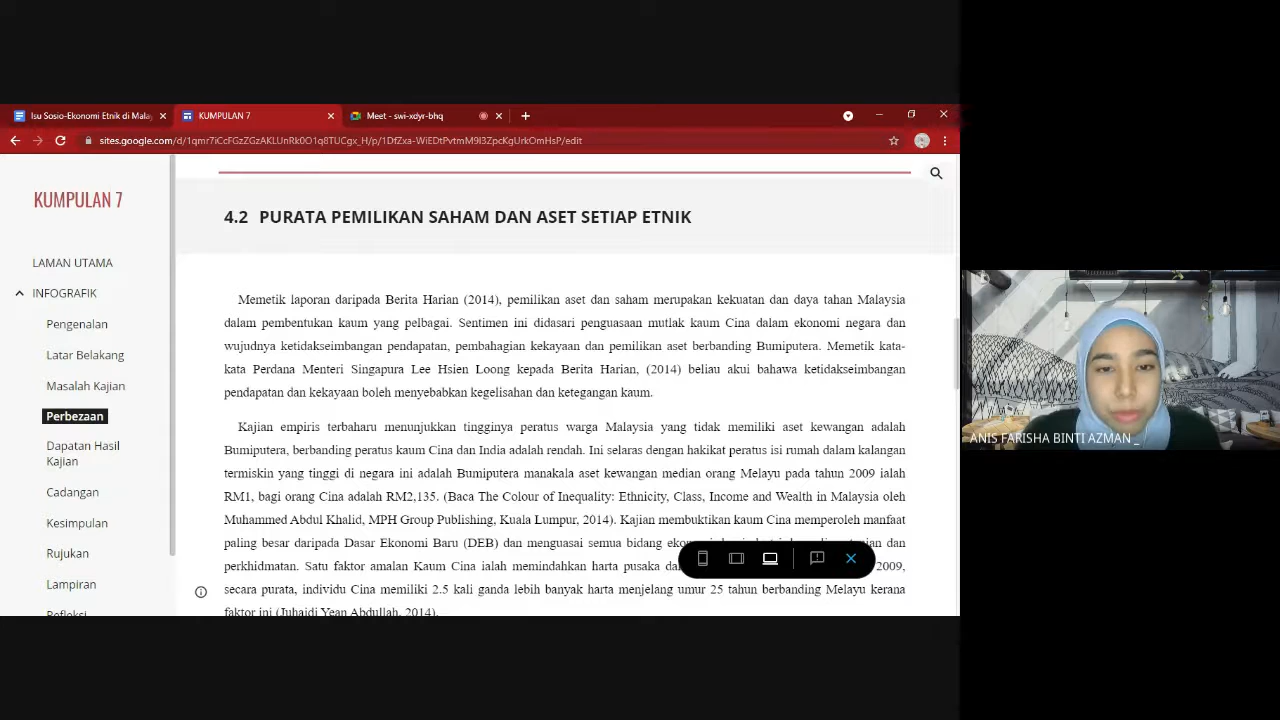 Isu Sosio-Ekonomi Etnik di Mala
KUMPULAN 7
Meet - swi-xdyr-bhq
sites.google.com/d/1qmr7iCcFGzZGzAKLUnRk0O1q8TUCgx_H/p/1DfZxa-WiEDtPvtmM9I3ZpcKgUrkOmHsP/edit
KUMPULAN 7
LAMAN UTAMA
INFOGRAFIK
Pengenalan
Latar Belakang
Masalah Kajian
Perbezaan
Dapatan Hasil
Kajian
Cadangan
Kesimpulan
Rujukan
Lampiran
Refleksi
4.2 PURATA PEMILIKAN SAHAM DAN ASET SETIAP ETNIK
Memetik laporan daripada Berita Harian (2014), pemilikan aset dan saham merupakan kekuatan dan daya tahan Malaysia
dalam pembentukan kaum yang pelbagai. Sentimen ini didasari penguasaan mutlak kaum Cina dalam ekonomi negara dan
wujudnya ketidakseimbangan pendapatan, pembahagian kekayaan dan pemilikan aset berbanding Bumiputera. Memetik kata-
kata Perdana Menteri Singapura Lee Hsien Loong kepada Berita Harian, (2014) beliau akui bahawa ketidakseimbangan
pendapatan dan kekayaan boleh menyebabkan kegelisahan dan ketegangan kaum.
Kajian empiris terbaharu menunjukkan tingginya peratus warga Malaysia yang tidak memiliki aset kewangan adalah
Bumiputera, berbanding peratus kaum Cina dan India adalah rendah. Ini selaras dengan hakikat peratus isi rumah dalam kalangan
termiskin yang tinggi di negara ini adalah Bumiputera manakala aset kewangan median orang Melayu pada tahun 2009 ialah
RM1, bagi orang Cina adalah RM2,135. (Baca The Colour of Inequality: Ethnicity, Class, Income and Wealth in Malaysia oleh
Muhammed Abdul Khalid, MPH Group Publishing, Kuala Lumpur, 2014). Kajian membuktikan kaum Cina memperoleh manfaat
paling besar daripada Dasar Ekonomi Baru (DEB) dan menguasai semua bidang dan
perkhidmatan. Satu faktor amalan Kaum Cina ialah memindahkan harta pusaka 2009,
secara purata, individu Cina memiliki 2.5 kali ganda lebih banyak harta menjelang umur 25 tahun berbanding Melayu kerana
faktor ini (Juhaidi Yean Abdullah, 2014).
ANIS FARISHA BINTI AZMAN _